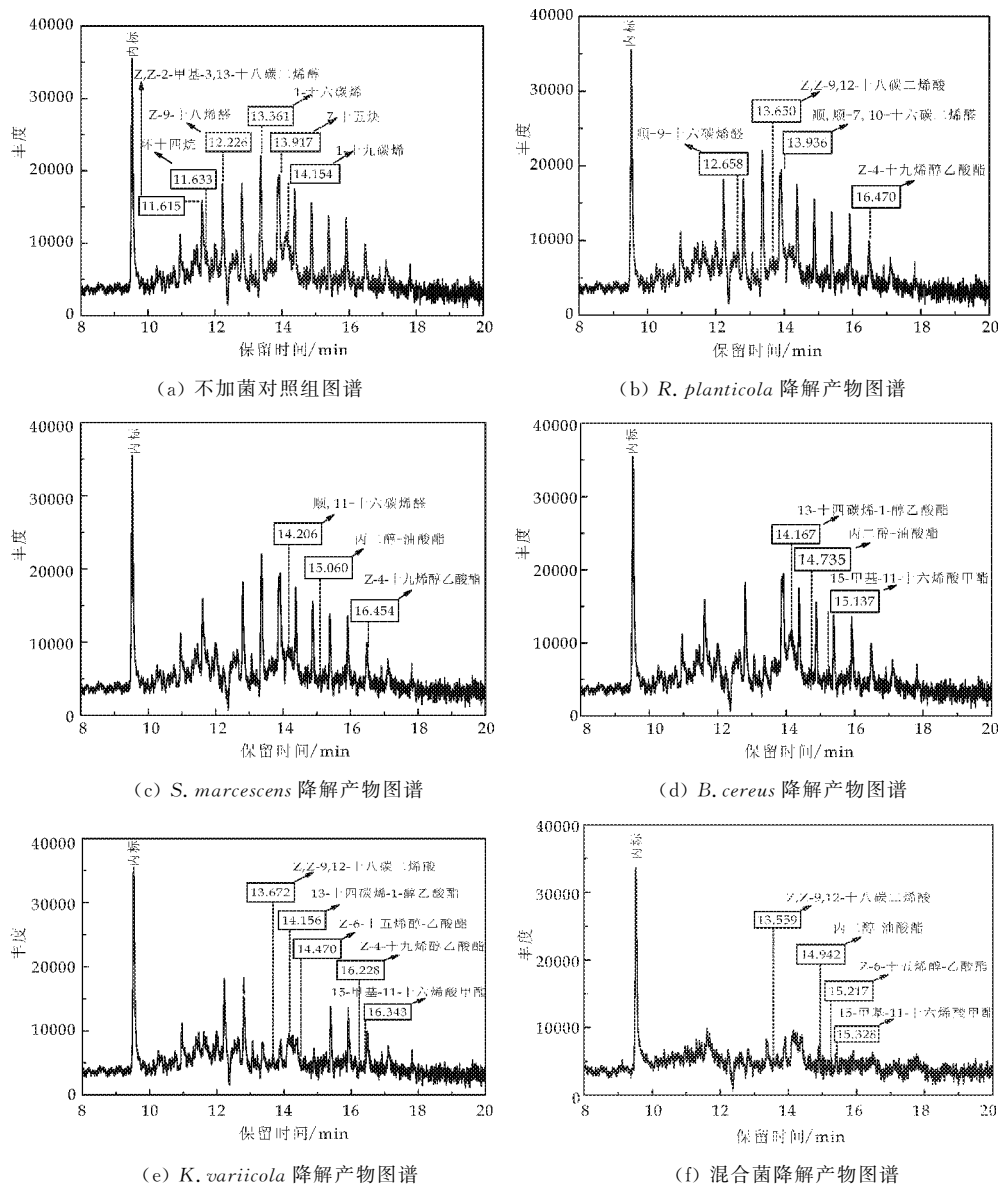 40000
30000
20000
10000
0
丰度
内标
Z,Z-2-甲基-3,13-十八碳二烯醇
1-十六碳烯
Z-9-十八烯醛
13.361
Z-十五炔
12.226
13.917
环十四烷
1-十九碳烯
11.633
14.154
11.615
8 10 12 14 16 18 20
保留时间/min
(a) 不加菌对照组图谱
40000
30000
20000
10000
0
丰度
内标
Z,Z-9,12-十八碳二烯酸
13.650
顺,顺-7,10-十六碳二烯醛
顺-9-十六碳烯醛
13.936
12.658
Z-4-十九烯醇乙酸酯
16.470
8 10 12 14 16 18 20
保留时间/min
(b) R. planticola 降解产物图谱
40000
30000
20000
10000
0
丰度
内标
顺,11-十六碳烯醛
14.206
丙二醇-油酸酯
15.060
Z-4-十九烯醇乙酸酯
16.454
8 10 12 14 16 18 20
保留时间/min
(c) S. marcescens 降解产物图谱
40000
30000
20000
10000
0
丰度
内标
13-十四碳烯-1-醇乙酸酯
14.167
丙二醇-油酸酯
14.735
15-甲基-11-十六烯酸甲酯
15.137
8 10 12 14 16 18 20
保留时间/min
(d) B. cereus 降解产物图谱
40000
30000
20000
10000
0
丰度
内标
Z,Z-9,12-十八碳二烯酸
13.672
13-十四碳烯-1-醇乙酸酯
14.156
Z-6-十五烯醇-乙酸酯
14.470
Z-4-十九烯醇乙酸酯
16.228
15-甲基-11-十六烯酸甲酯
16.343
8 10 12 14 16 18 20
保留时间/min
(e) K. variicola 降解产物图谱
40000
30000
20000
10000
0
丰度
内标
Z,Z-9,12-十八碳二烯酸
13.559
丙二醇-油酸酯
14.942
Z-6-十五烯醇-乙酸酯
15.217
15-甲基-11-十六烯酸甲酯
15.328
8 10 12 14 16 18 20
保留时间/min
(f) 混合菌降解产物图谱